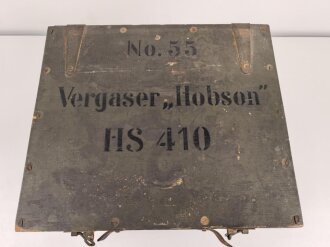 No. 55
Vergaser „Hobson"
HS 410